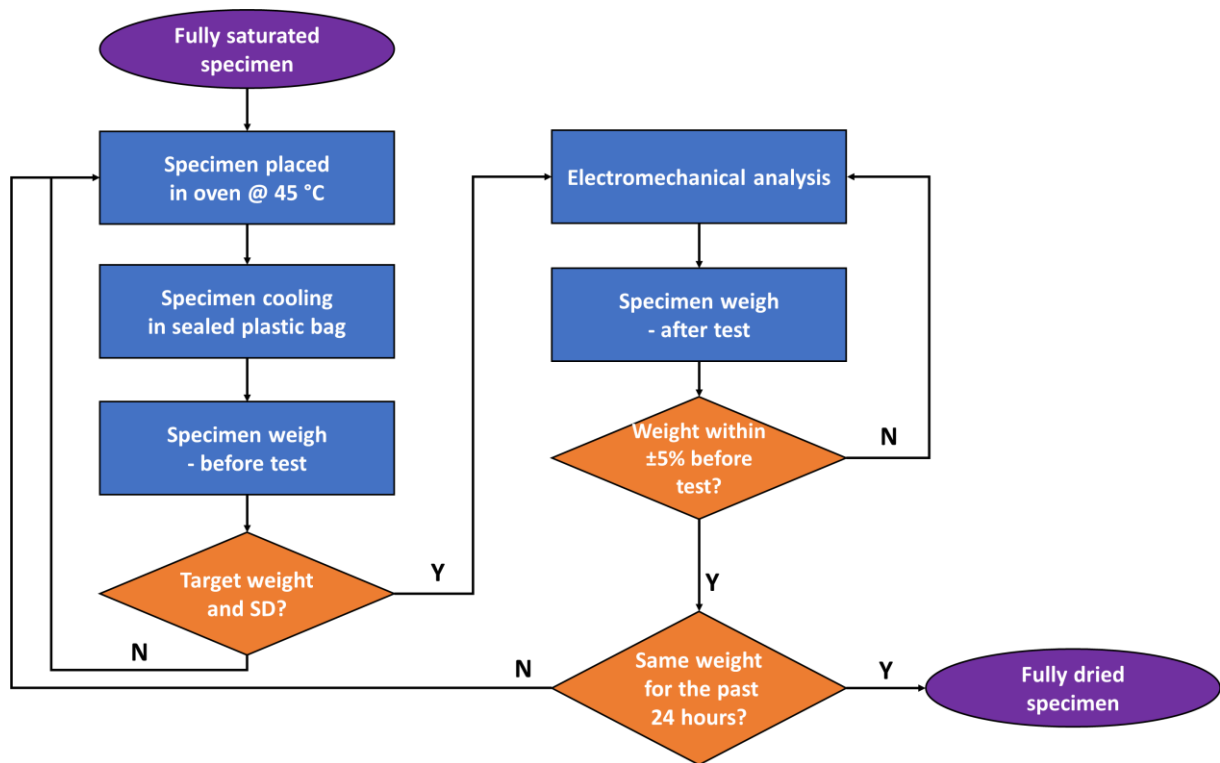 Fully saturated
specimen
Specimen placed
in oven @ 45 °C
Specimen cooling
in sealed plastic bag
Specimen weigh
- before test
Target weight
and SD?
Y
N
Electromechanical analysis
Specimen weigh
- after test
Weight within
±5% before
test?
N
Y
Same weight
for the past
24 hours?
N
Y
Fully dried
specimen